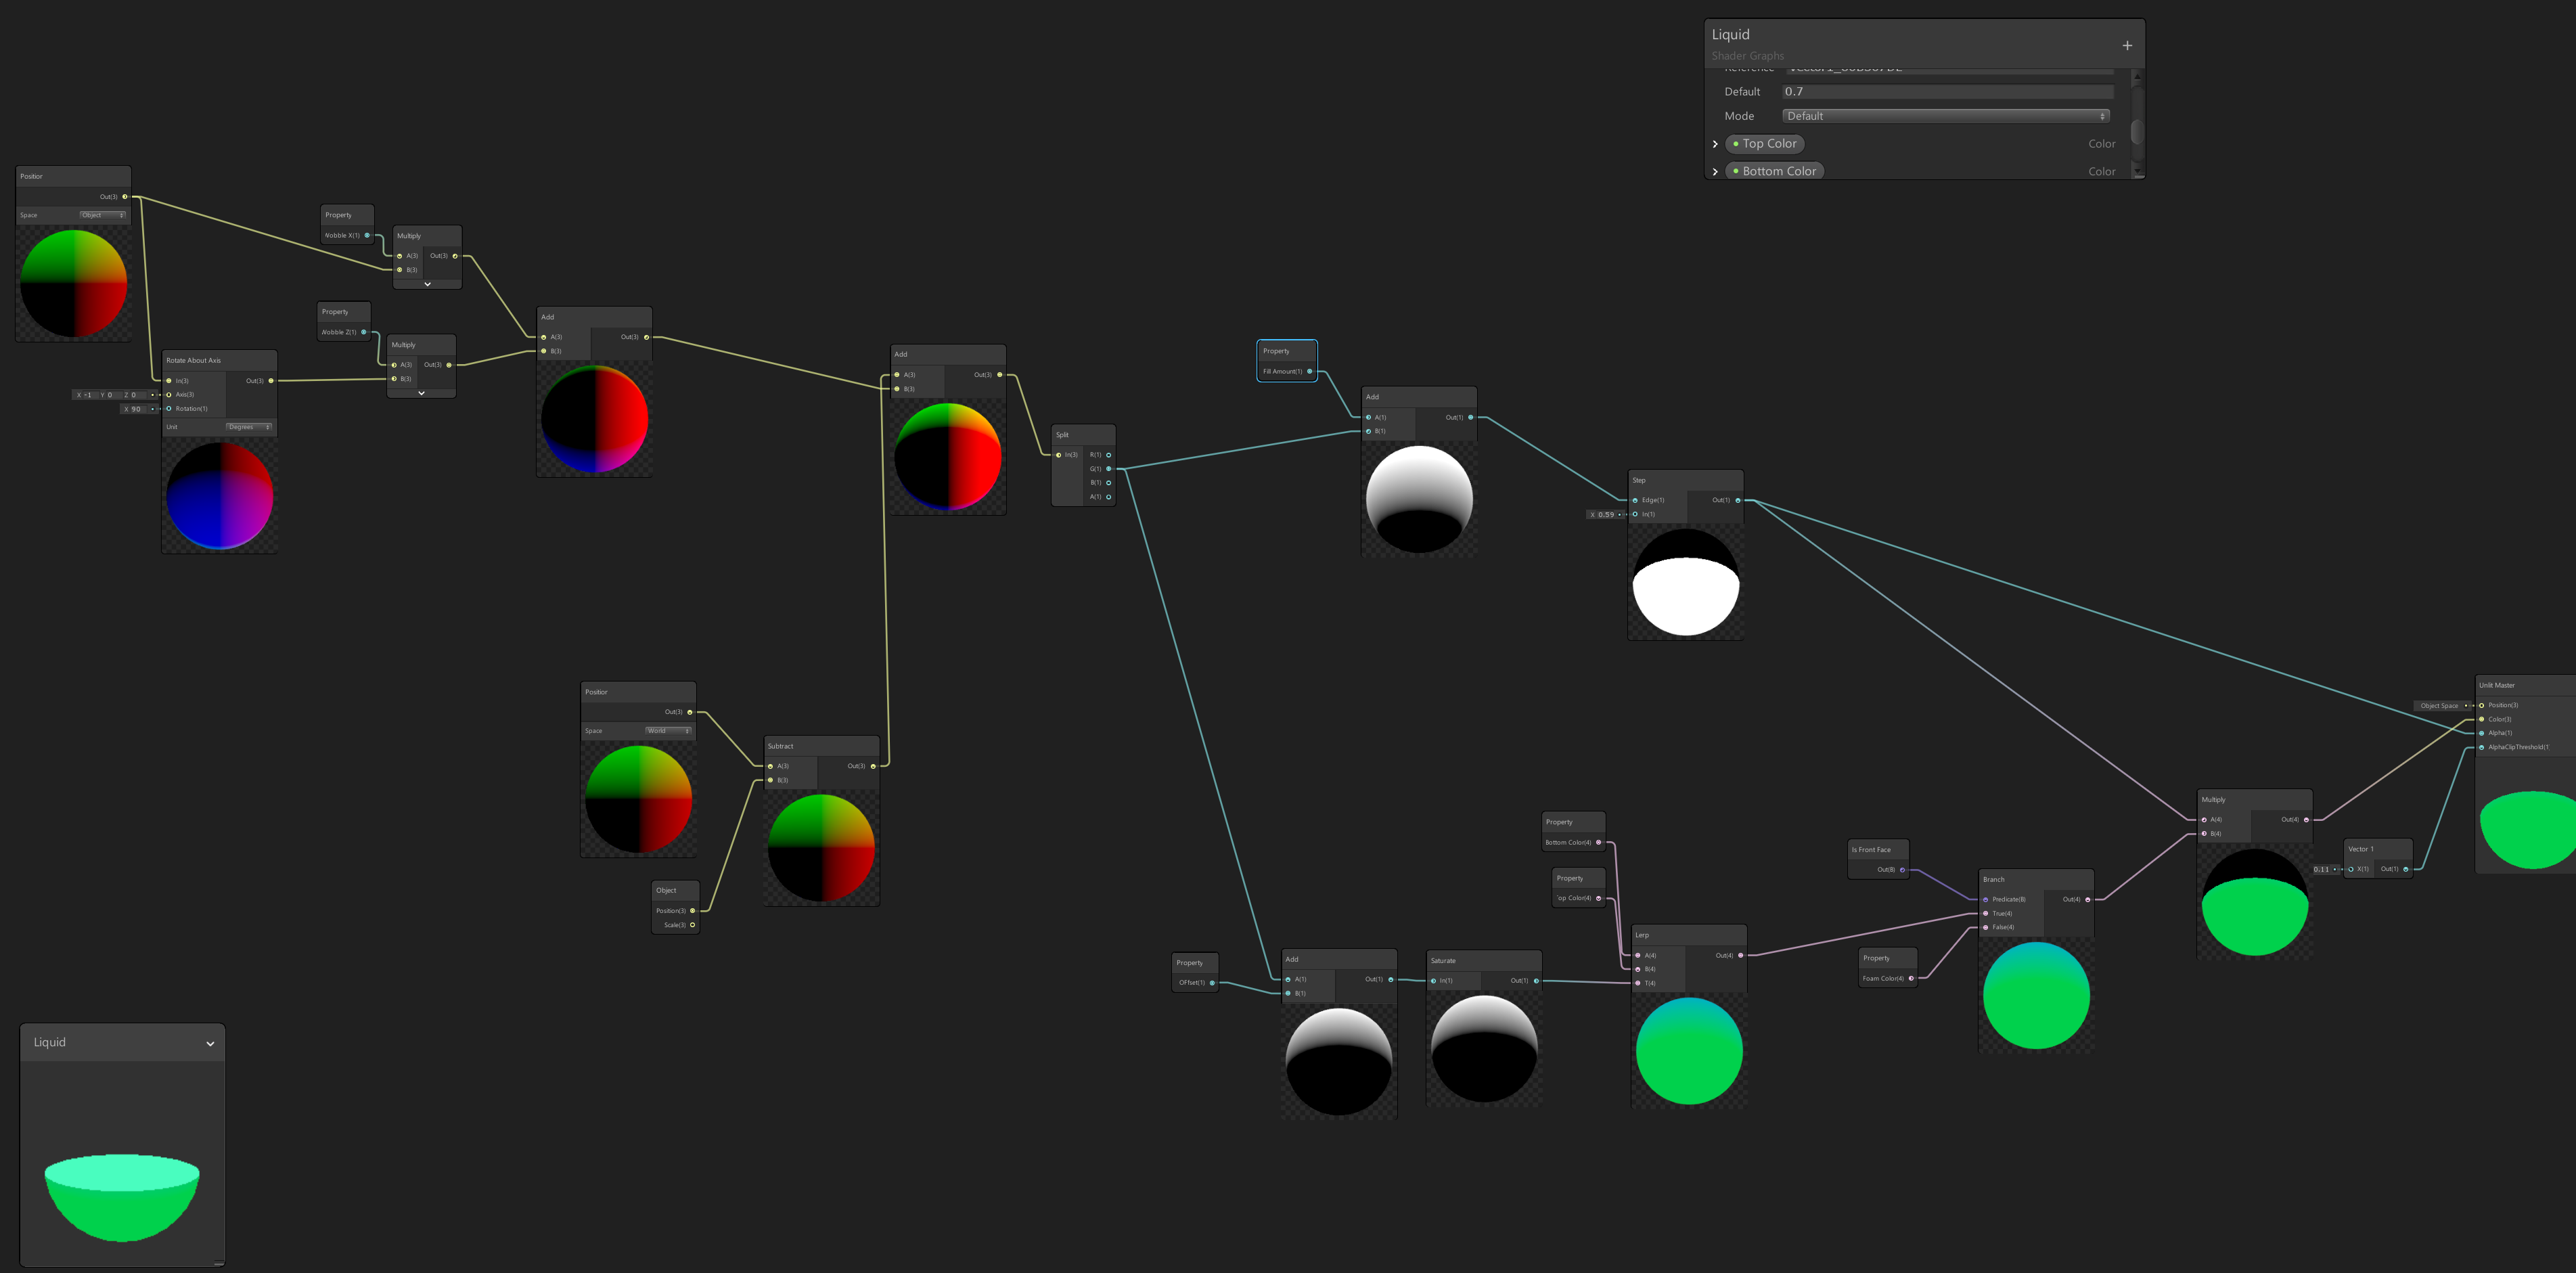 Liquid
Shader Graphs
Default 0.7
Mode Default
Top Color Color
Bottom Color Color
Position
Out(3)
Space Object
Property
Wobble X(1)
Multiply
A(3) Out(3)
B(3)
Property
Wobble Z(1)
Multiply
A(3) Out(3)
B(3)
Rotate About Axis
In(3) Out(3)
X -1 Y 0 Z 0 Axis(3)
X 90 Rotation(1)
Unit Degrees
Add
A(3) Out(3)
B(3)
Add
A(3) Out(3)
B(3)
Split
In(3) R(1)
G(1)
B(1)
A(1)
Property
Fill Amount(1)
Add
A(1) Out(1)
B(1)
Step
Edge(1) Out(1)
X 0.59 In(1)
Position
Out(3)
Space World
Subtract
A(3) Out(3)
B(3)
Object
Position(3)
Scale(3)
Property
OFfset(1)
Add
A(1) Out(1)
B(1)
Saturate
In(1) Out(1)
Property
Bottom Color(4)
Property
Top Color(4)
Lerp
A(4) Out(4)
B(4)
T(4)
Is Front Face
Out(B)
Property
Foam Color(4)
Branch
Predicate(B) Out(4)
True(4)
False(4)
Multiply
A(4) Out(4)
B(4)
Vector 1
0.11 X(1) Out(1)
Unlit Master
Object Space Position(3)
Color(3)
Alpha(1)
AlphaClipThreshold(1
Liquid